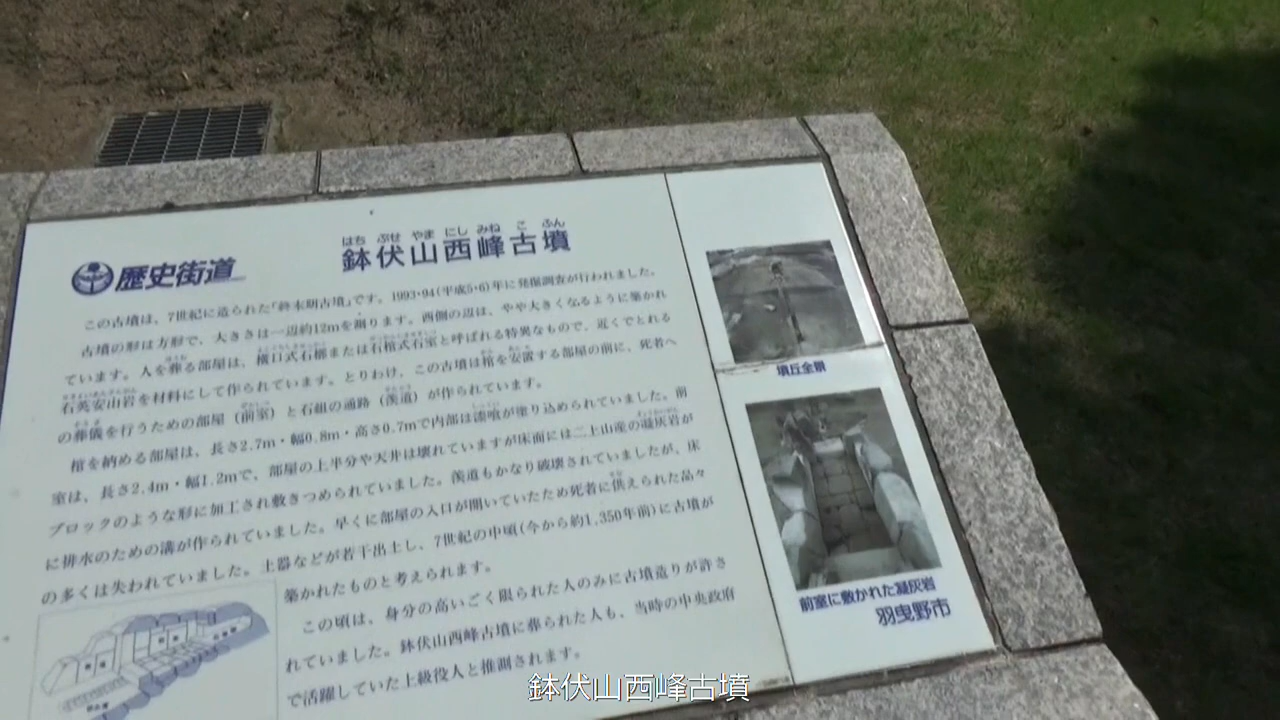 歴史街道
はちぶせやまにしみねこふん
鉢伏山西峰古墳
この古墳は、7世紀に造られた「終末期古墳」です。1993・94(平成5・6)年に発掘調査が行われました。
古墳の形は方形で、大きさは一辺約12mを測ります。西側の辺は、やや大きくなるように築かれ
ています。人を葬る部屋は、横口式石槨または石棺式石室と呼ばれる特異なもので、近くでとれる
石英安山岩を材料にして作られています。とりわけ、この古墳は棺を安置する部屋の前に、死者へ
の葬儀を行うための部屋（前室）と石組の通路（羨道）が作られています。
棺を納める部屋は、長さ2.7m・幅0.8m・高さ0.7mで内部は漆喰が塗り込められていました。前
室は、長さ2.4m・幅1.2mで、部屋の上半分や天井は壊れていますが床面には二上山産の凝灰岩が
ブロックのような形に加工され敷きつめられていました。羨道もかなり破壊されていましたが、床
に排水のための溝が作られていました。早くに部屋の入口が開いていたため死者に供えられた品々
の多くは失われていました。土器などが若干出土し、7世紀の中頃(今から約1,350年前)に古墳が
築かれたものと考えられます。
この頃は、身分の高いごく限られた人のみに古墳造りが許さ
れていました。鉢伏山西峰古墳に葬られた人も、当時の中央政府
で活躍していた上級役人と推測されます。
墳丘全景
前室に敷かれた凝灰岩
羽曳野市
鉢伏山西峰古墳